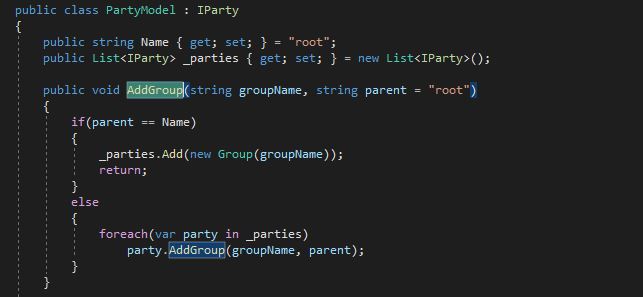 public class PartyModel : IParty
{
public string Name { get; set; } = "root";
public List<IParty> _parties { get; set; } = new List<IParty>();
public void AddGroup(string groupName, string parent = "root")
{
if(parent == Name)
{
_parties.Add(new Group(groupName));
return;
}
else
{
foreach(var party in _parties)
party.AddGroup(groupName, parent);
}
}